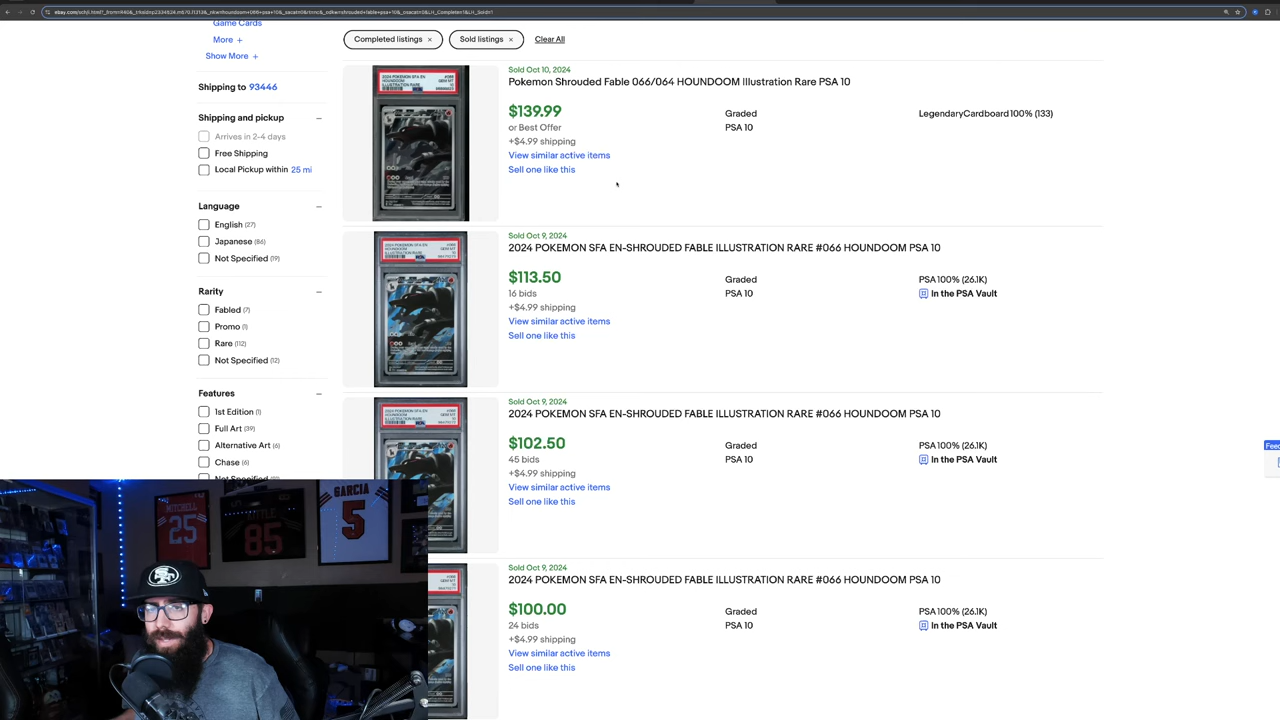 Game Cards
More +
Show More +
Shipping to 93446
Shipping and pickup
Arrives in 2-4 days
Free Shipping
Local Pickup within 25 mi
Language
English (27)
Japanese (86)
Not Specified (19)
Rarity
Fabled (7)
Promo (1)
Rare (112)
Not Specified (12)
Features
1st Edition (1)
Full Art (39)
Alternative Art (6)
Chase (6)
Completed listings ×
Sold listings ×
Clear All
Sold Oct 10, 2024
Pokemon Shrouded Fable 066/064 HOUNDOOM Illustration Rare PSA 10
$139.99
or Best Offer
+$4.99 shipping
View similar active items
Sell one like this
Graded
PSA 10
LegendaryCardboard 100% (133)
Sold Oct 9, 2024
2024 POKEMON SFA EN-SHROUDED FABLE ILLUSTRATION RARE #066 HOUNDOOM PSA 10
$113.50
16 bids
+$4.99 shipping
View similar active items
Sell one like this
Graded
PSA 10
PSA 100% (26.1K)
In the PSA Vault
Sold Oct 9, 2024
2024 POKEMON SFA EN-SHROUDED FABLE ILLUSTRATION RARE #066 HOUNDOOM PSA 10
$102.50
45 bids
+$4.99 shipping
View similar active items
Sell one like this
Graded
PSA 10
PSA 100% (26.1K)
In the PSA Vault
Sold Oct 9, 2024
2024 POKEMON SFA EN-SHROUDED FABLE ILLUSTRATION RARE #066 HOUNDOOM PSA 10
$100.00
24 bids
+$4.99 shipping
View similar active items
Sell one like this
Graded
PSA 10
PSA 100% (26.1K)
In the PSA Vault
MITCHELL
25
85
GARCIA
5
SF